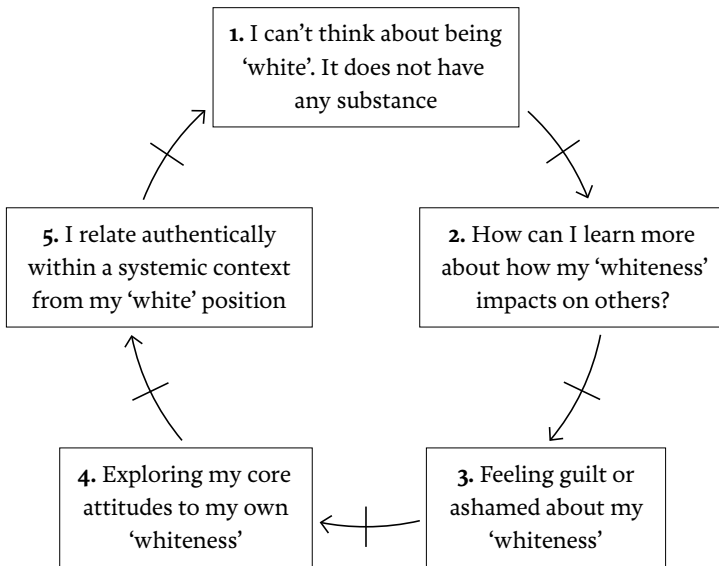 1. I can’t think about being
‘white’. It does not have
any substance
2. How can I learn more
about how my ‘whiteness’
impacts on others?
3. Feeling guilt or
ashamed about my
‘whiteness’
4. Exploring my core
attitudes to my own
‘whiteness’
5. I relate authentically
within a systemic context
from my ‘white’ position